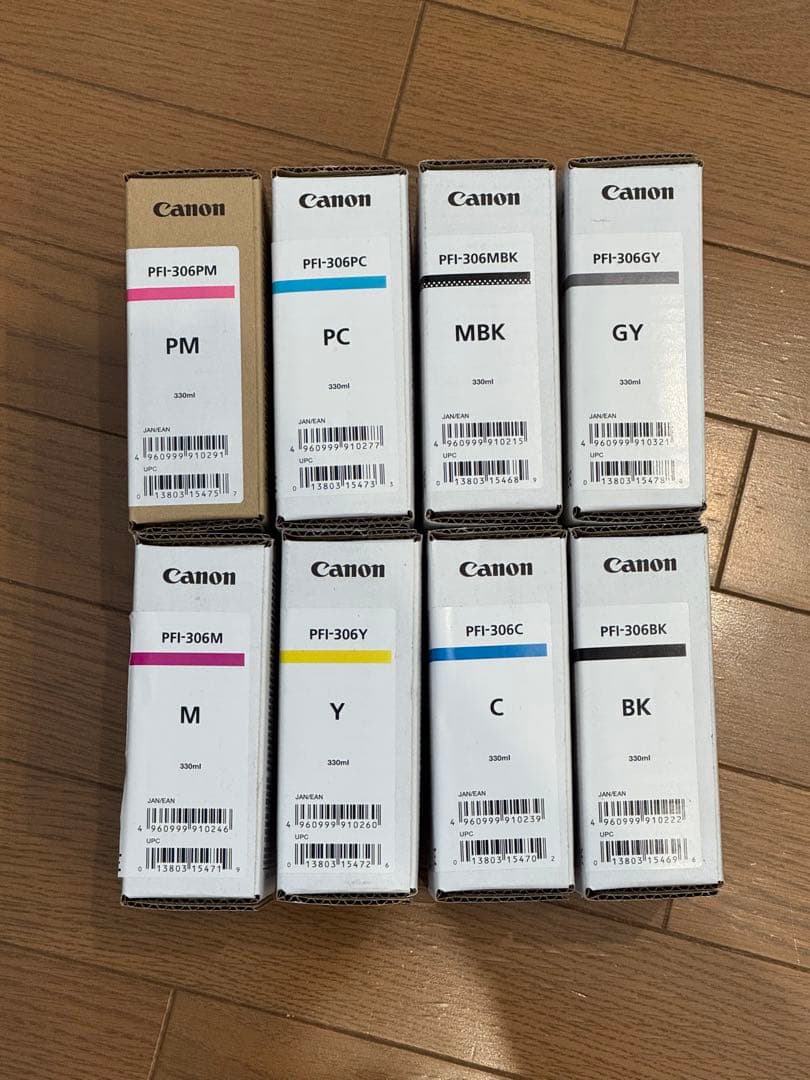 Canon
PFI-306PM
PM
330ml
JAN/EAN
4 960999 910291
UPC
0 13803 15475 7
Canon
PFI-306PC
PC
330ml
JAN/EAN
4 960999 910277
UPC
0 13803 15473 3
Canon
PFI-306MBK
MBK
330ml
JAN/EAN
4 960999 910215
UPC
0 13803 15468 9
Canon
PFI-306GY
GY
330ml
JAN/EAN
4 960999 910321
UPC
0 13803 15478
Canon
PFI-306M
M
330ml
JAN/EAN
4 960999 910246
UPC
0 13803 15471 9
Canon
PFI-306Y
Y
330ml
JAN/EAN
4 960999 910260
UPC
0 13803 15472 6
Canon
PFI-306C
C
330ml
JAN/EAN
4 960999 910239
UPC
0 13803 15470 2
Canon
PFI-306BK
BK
330ml
JAN/EAN
4 960999 910222
UPC
0 13803 15469 6